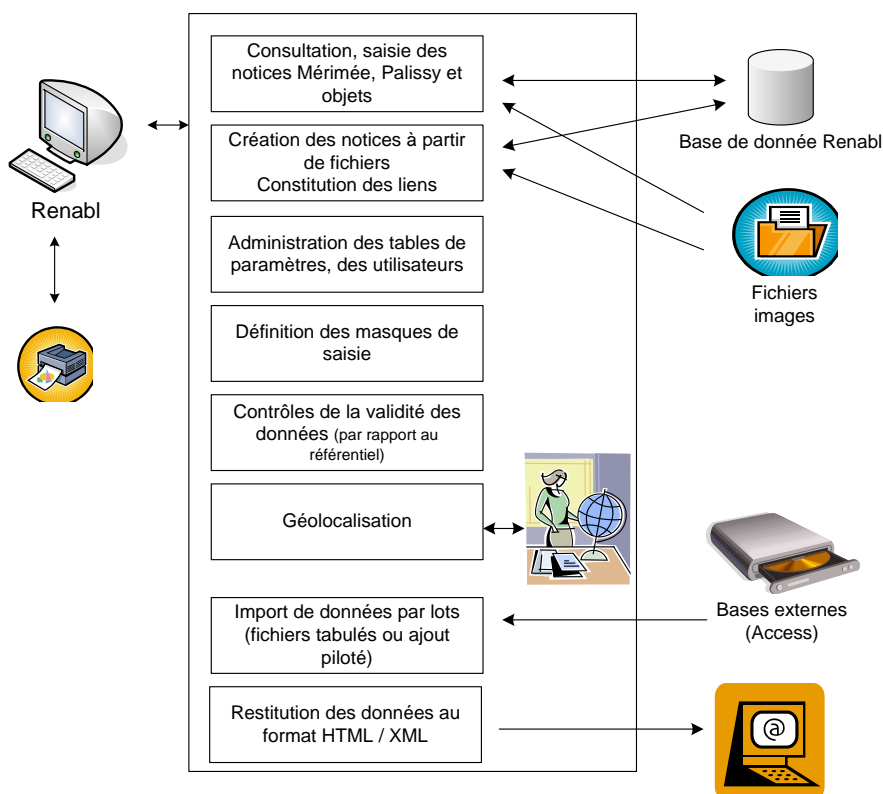 Consultation, saisie des
notices Mérimée, Palissy et
objets
Base de donnée Renabl
Création des notices à partir
de fichiers
Constitution des liens
Renabl
Administration des tables de
paramètres, des utilisateurs
Fichiers
images
Définition des masques de
saisie
Contrôles de la validité des
données (par rapport au
référentiel)
Géolocalisation
Import de données par lots
(fichiers tabulés ou ajout
piloté)
Bases externes
(Access)
Restitution des données au
format HTML / XML
@